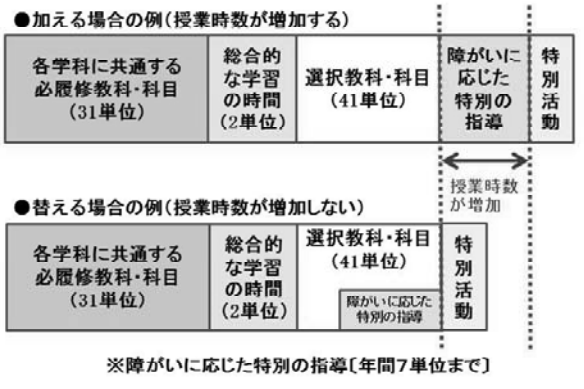 ●加える場合の例(授業時数が増加する)
各学科に共通する
必履修教科・科目
(31単位)
総合的
な学習
の時間
(2単位)
選択教科・科目
(41単位)
障がいに
応じた
特別の
指導
特別活動
授業時数
が増加
●替える場合の例(授業時数が増加しない)
各学科に共通する
必履修教科・科目
(31単位)
総合的
な学習
の時間
(2単位)
選択教科・科目
(41単位)
障がいに応じた
特別の指導
特別活動
※障がいに応じた特別の指導〔年間7単位まで〕